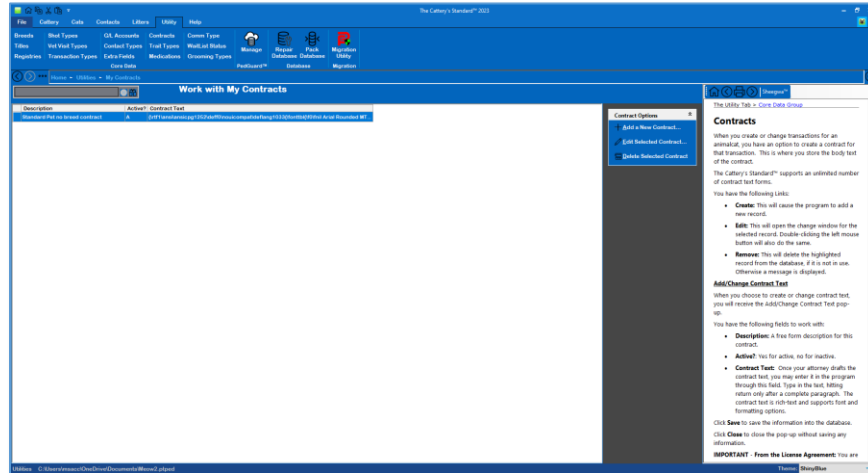 The Cattery's Standard™ 2023
File Cattery Cats Contacts Litters Utility Help
Breeds Shot Types G/L Accounts Contracts Comm Type
Titles Vet Visit Types Contact Types Trait Types WaitList Status
Registries Transaction Types Extra Fields Medications Grooming Types
Manage
Repair Database
Pack Database
Migration Utility
Core Data PedGuard™ Database Migration
Home Utilities My Contracts
Work with My Contracts
Description Active? Contract Text
Standard Pet no breed contract A
Contract Options
Add a New Contract...
Edit Selected Contract...
Delete Selected Contract
The Utility Tab > Core Data Group
Contracts
When you create or change transactions for an
animalcat, you have an option to create a contract for
that transaction. This is where you store the body text
of the contract.
The Cattery's Standard™ supports an unlimited number
of contract text forms.
You have the following Links:
• Create: This will cause the program to add a
new record.
• Edit: This will open the change window for the
selected record. Double-clicking the left mouse
button will also do the same.
• Remove: This will delete the highlighted
record from the database, if it is not in use.
Otherwise a message is displayed.
Add/Change Contract Text
When you choose to create or change contract text,
you will receive the Add/Change Contract Text pop-
up.
You have the following fields to work with:
• Description: A free form description for this
contract.
• Active?: Yes for active, no for inactive.
• Contract Text: Once your attorney drafts the
contract text, you may enter it in the program
through this field. Type in the text, hitting
return only after a complete paragraph. The
contract text is rich-text and supports font and
formatting options.
Click Save to save the information into the database.
Click Close to close the pop-up without saving any
information.
IMPORTANT - From the License Agreement: You are
Utilities C:\Users\meaco\OneDrive\Documents\Meow2.ptpod
Theme: ShinyBlue